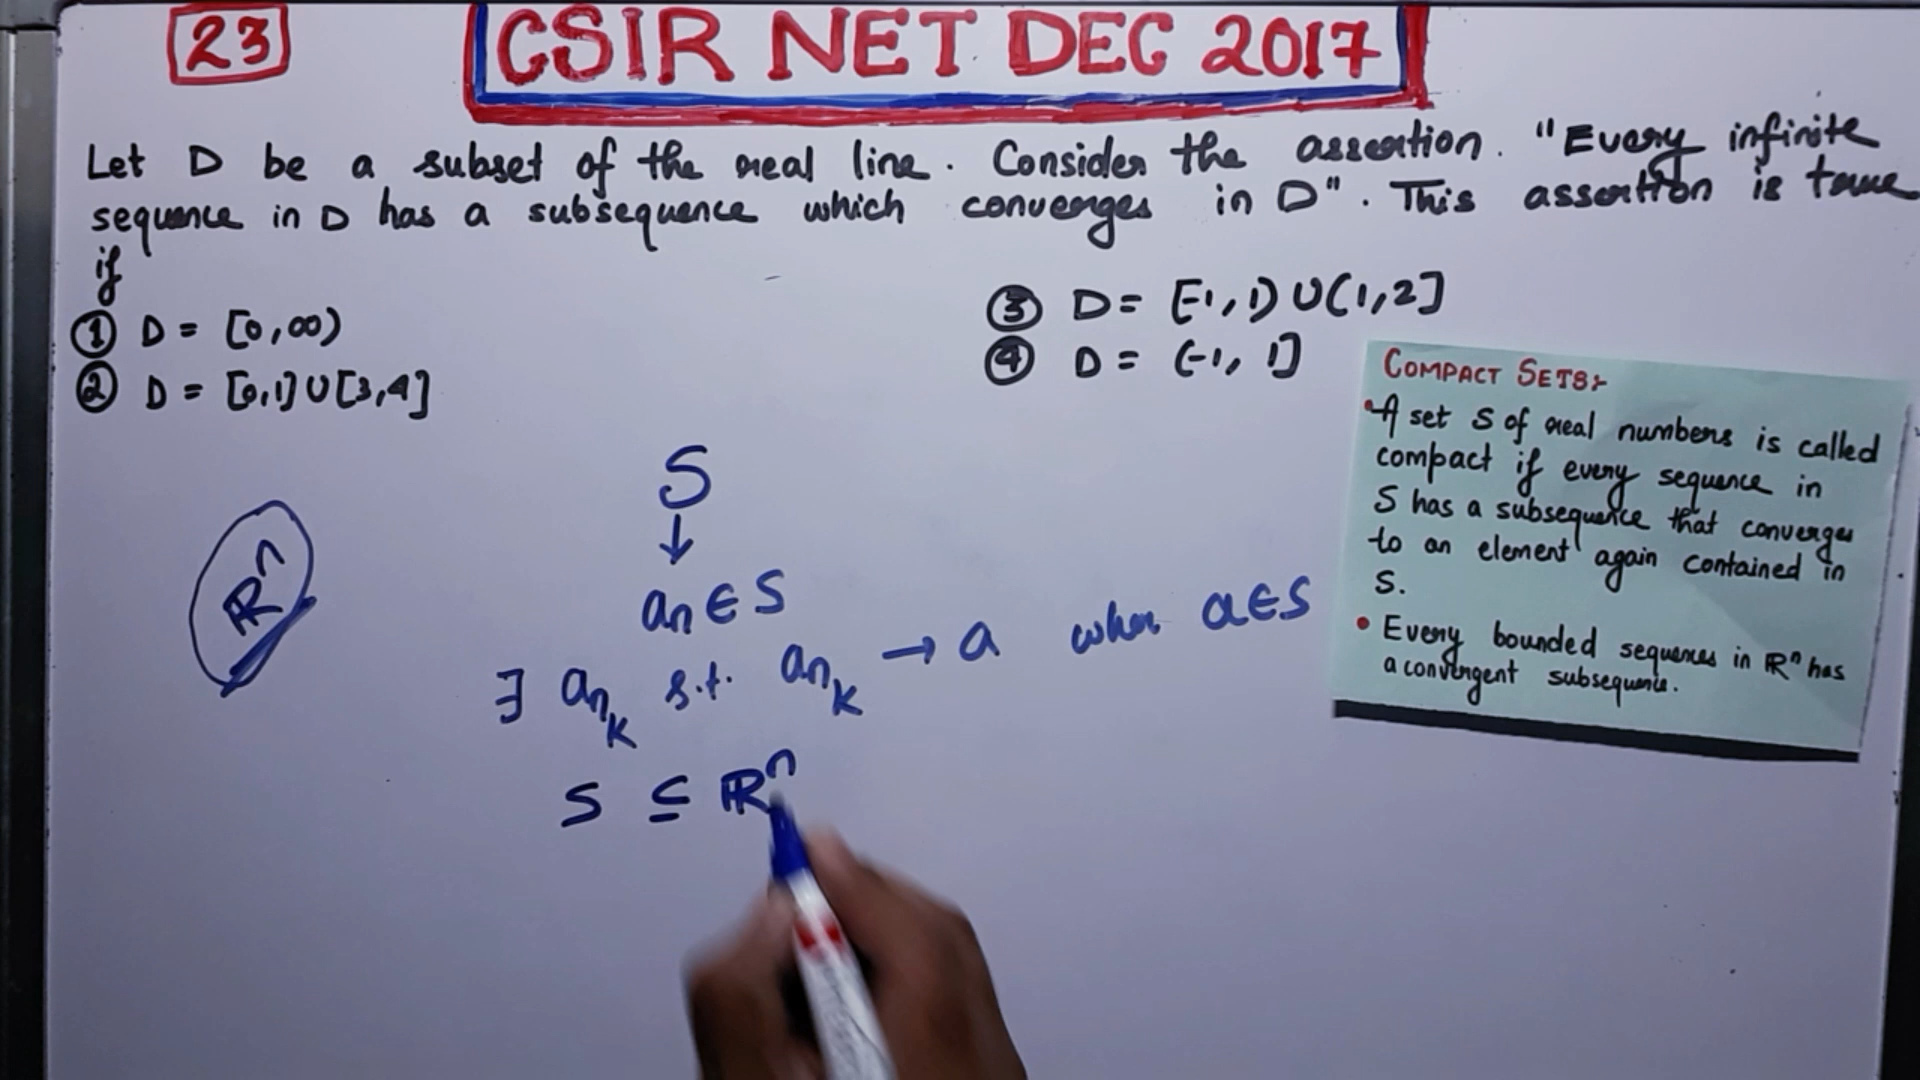 23
CSIR NET DEC 2017
Let D be a subset of the real line. Consider the assertion. "Every infinite
sequence in D has a subsequence which converges in D". This assertion is true
if
① D = [0,∞)
② D = [0,1]∪[3,4]
③ D = [-1,1)∪(1,2]
④ D = (-1, 1]
COMPACT SETS:-
• A set S of real numbers is called
compact if every sequence in
S has a subsequence that converges
to an element again contained in
S.
• Every bounded sequences in ℝⁿ has
a convergent subsequence.
S
↓
aₙ ∈ S
∃ aₙₖ s.t. aₙₖ → a when a∈S
S ⊆ ℝⁿ
ℝⁿ